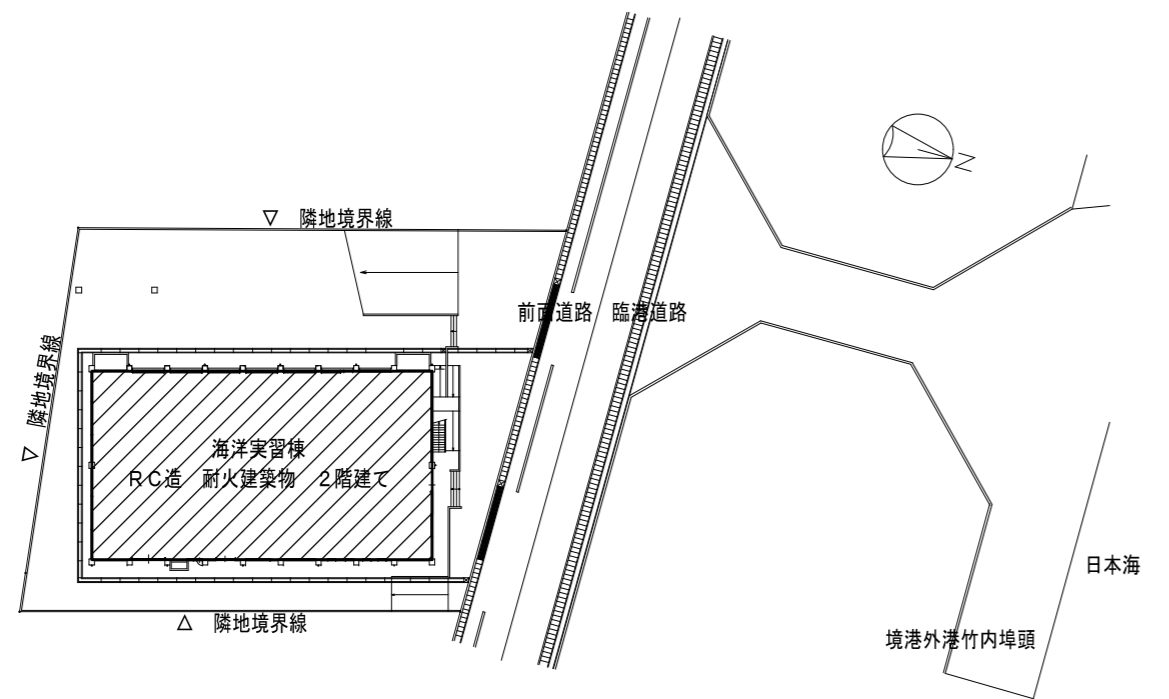 N
▽　隣地境界線
前面道路　臨港道路
▽　隣地境界線
海洋実習棟
ＲＣ造　耐火建築物　２階建て
日本海
△　隣地境界線
境港外港竹内埠頭